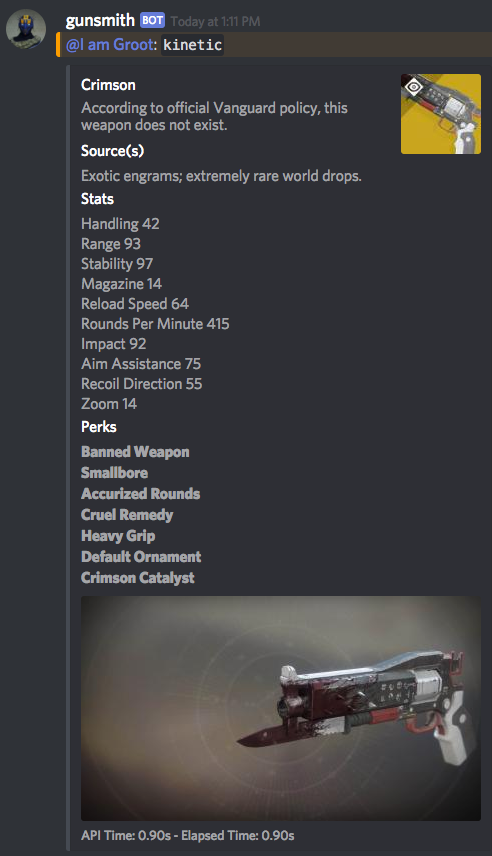 gunsmith BOT Today at 1:11 PM
@I am Groot: kinetic
Crimson
According to official Vanguard policy, this
weapon does not exist.
Source(s)
Exotic engrams; extremely rare world drops.
Stats
Handling 42
Range 93
Stability 97
Magazine 14
Reload Speed 64
Rounds Per Minute 415
Impact 92
Aim Assistance 75
Recoil Direction 55
Zoom 14
Perks
Banned Weapon
Smallbore
Accurized Rounds
Cruel Remedy
Heavy Grip
Default Ornament
Crimson Catalyst
API Time: 0.90s - Elapsed Time: 0.90s